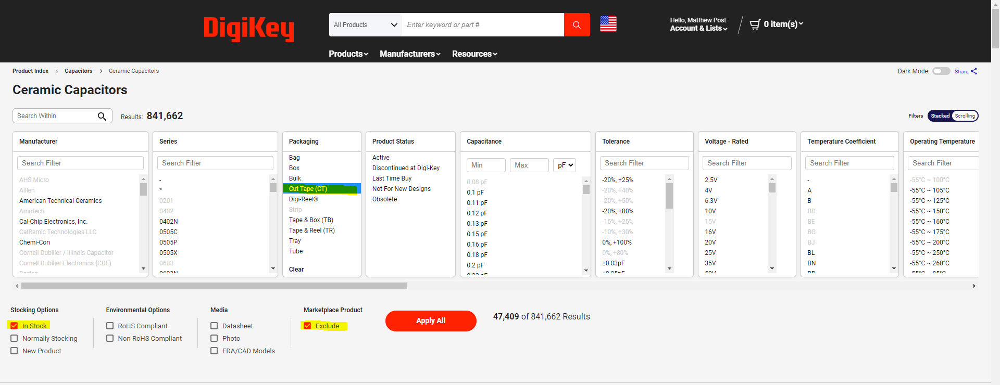 DigiKey
All Products
Enter keyword or part #
Hello, Matthew Post
Account & Lists
0 item(s)
Products
Manufacturers
Resources
Product Index > Capacitors > Ceramic Capacitors
Dark Mode
Share
Ceramic Capacitors
Search Within
Results: 841,662
Filters
Stacked
Scrolling
Manufacturer
Search Filter
AHS Micro
Aillen
American Technical Ceramics
Amotech
Cal-Chip Electronics, Inc.
CalRamic Technologies LLC
Chemi-Con
Cornell Dubilier / Illinois Capacitor
Cornell Dubilier Electronics (CDE)
Series
Search Filter
-
*
0201
0402
0402N
0505C
0505P
0505X
0603
0603N
Packaging
Bag
Box
Bulk
Cut Tape (CT)
Digi-Reel®
Strip
Tape & Box (TB)
Tape & Reel (TR)
Tray
Tube
Clear
Product Status
Active
Discontinued at Digi-Key
Last Time Buy
Not For New Designs
Obsolete
Capacitance
Min
Max
pF
0.08 pF
0.1 pF
0.11 pF
0.12 pF
0.13 pF
0.15 pF
0.16 pF
0.18 pF
0.2 pF
0.22 pF
Tolerance
Search Filter
-20%, +25%
-20%, +40%
-20%, +50%
-20%, +80%
-15%, +25%
-10%, +30%
0%, +100%
0%, +80%
±0.03pF
±0.05pF
Voltage - Rated
Search Filter
2.5V
4V
6.3V
10V
15V
16V
20V
25V
35V
50V
Temperature Coefficient
Search Filter
-
A
B
BD
BE
BG
BJ
BL
BN
BP
Operating Temperature
Search Filter
-55°C ~ 100°C
-55°C ~ 105°C
-55°C ~ 125°C
-55°C ~ 150°C
-55°C ~ 160°C
-55°C ~ 175°C
-55°C ~ 200°C
-55°C ~ 250°C
-55°C ~ 260°C
-55°C ~ 85°C
Stocking Options
In Stock
Normally Stocking
New Product
Environmental Options
RoHS Compliant
Non-RoHS Compliant
Media
Datasheet
Photo
EDA/CAD Models
Marketplace Product
Exclude
Apply All
47,409 of 841,662 Results